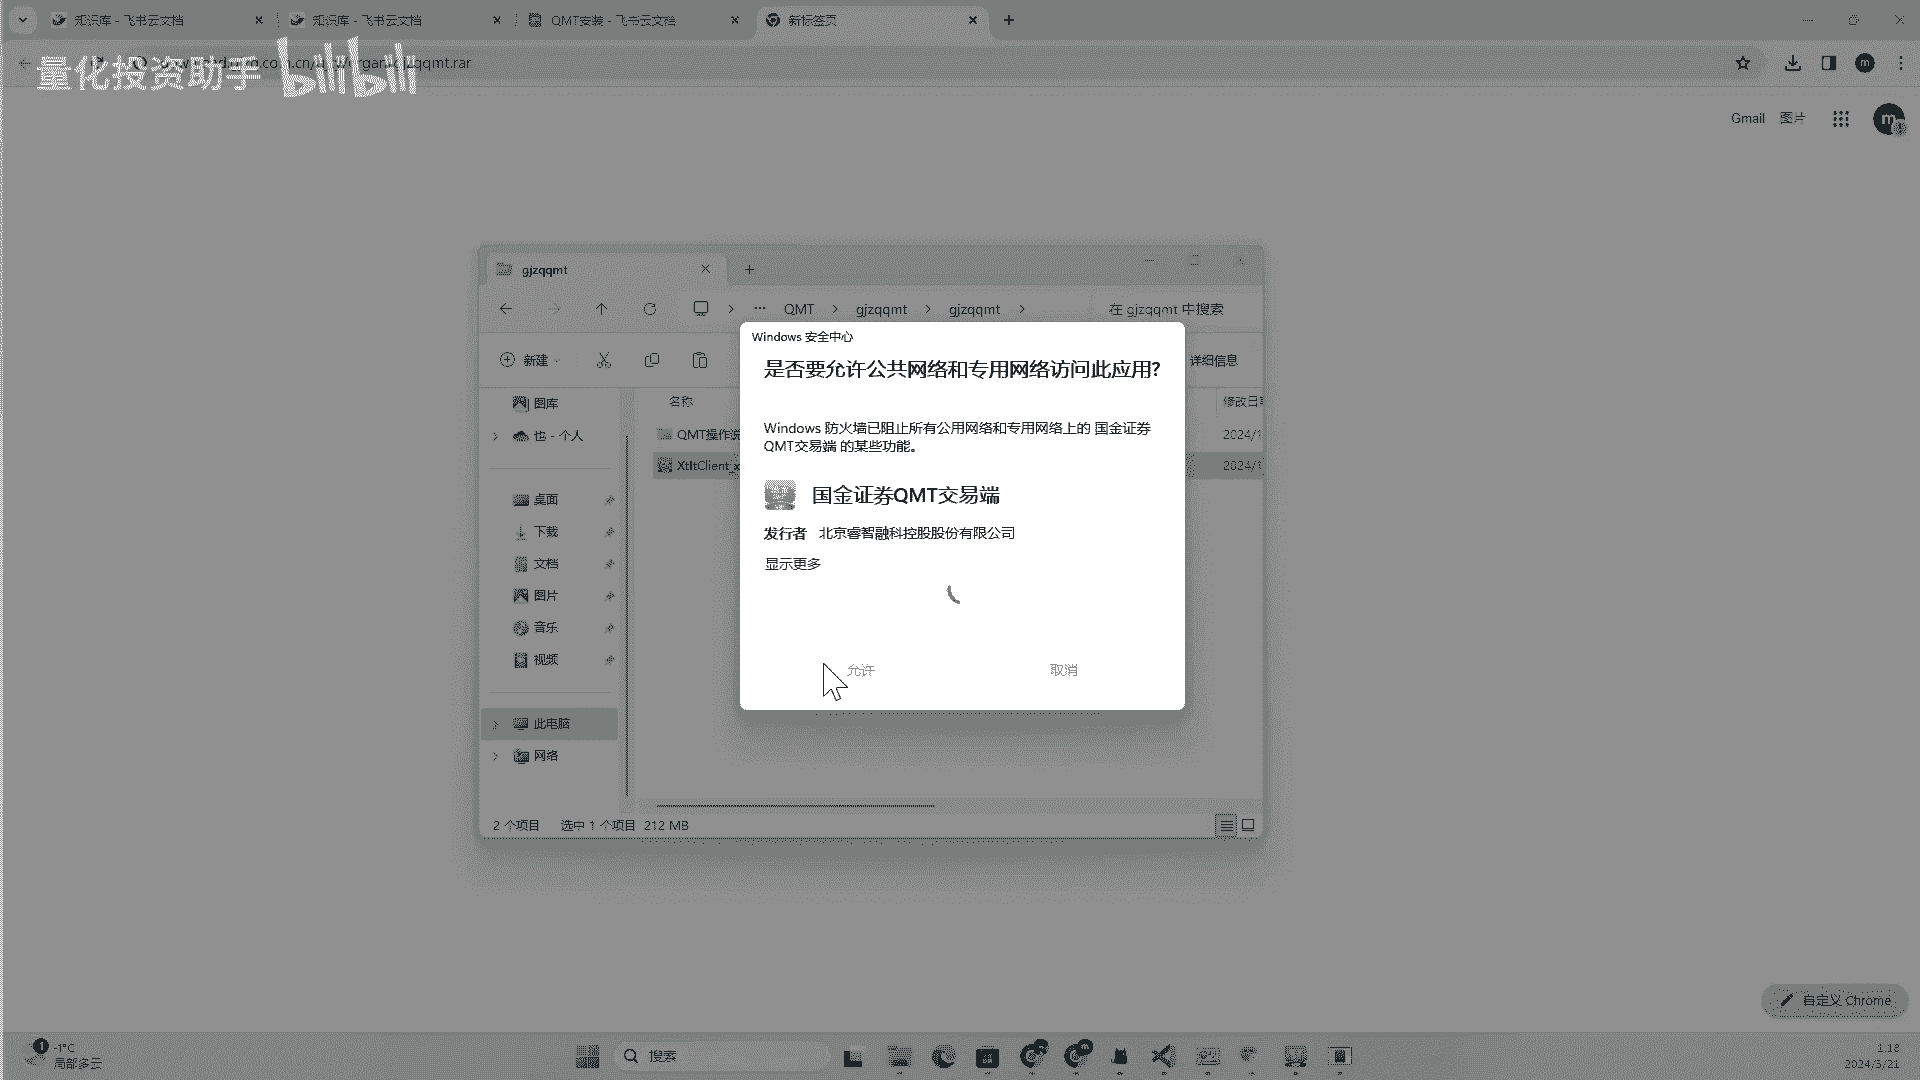 知识库 - 飞书云文档
知识库 - 飞书云文档
QMT安装 - 飞书云文档
新标签页
量化投资助手
bilibili
qqmt.rar
Gmail
图片
m
gjzqqmt
QMT
gjzqqmt
gjzqqmt
在 gjzqqmt 中搜索
新建
详细信息
名称
图库
也 - 个人
QMT操作说
2024/1
XtItClient_x
2024/1
桌面
下载
文档
图片
音乐
视频
此电脑
网络
2 个项目
选中 1 个项目 212 MB
Windows 安全中心
是否要允许公共网络和专用网络访问此应用?
Windows 防火墙已阻止所有公用网络和专用网络上的 国金证券
QMT交易端 的某些功能。
国金证券QMT交易端
发行者 北京睿智融科控股股份有限公司
显示更多
允许
取消
自定义 Chrome
1
-1°C
局部多云
搜索
1:18
2024/3/21